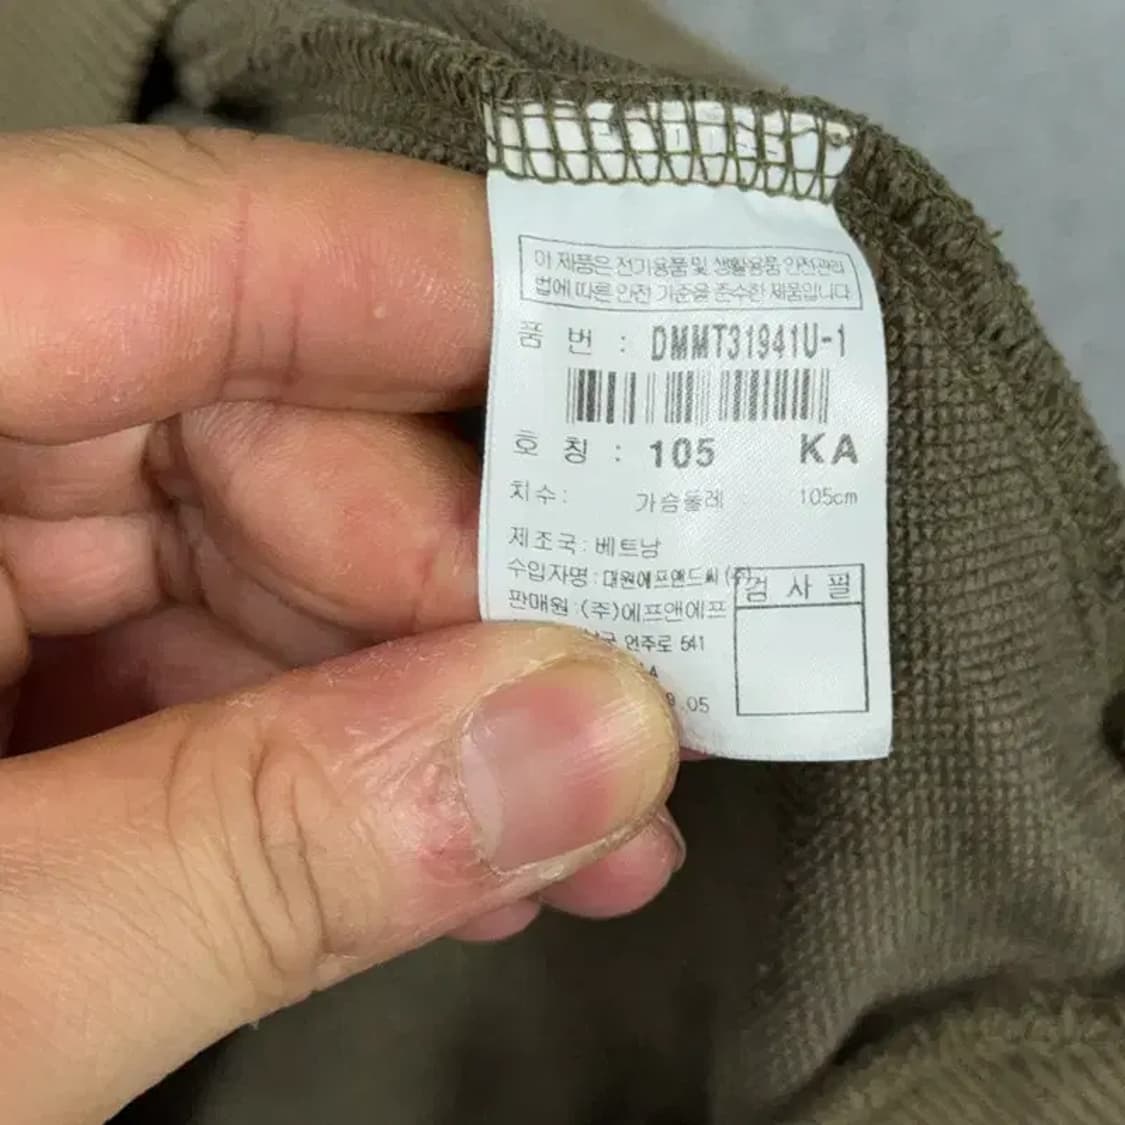 이 제품은 전기용품 및 생활용품 안전관리
법에 따른 안전 기준을 준수한 제품입니다
품 번 : DMMT31941U-1
호 칭 : 105 KA
치수: 가슴둘레 : 105cm
제조국: 베트남
수입자명: 대원에프앤드씨 (주)
검 사 필
판매원 :(주)에프앤에프
언주로 541
.05